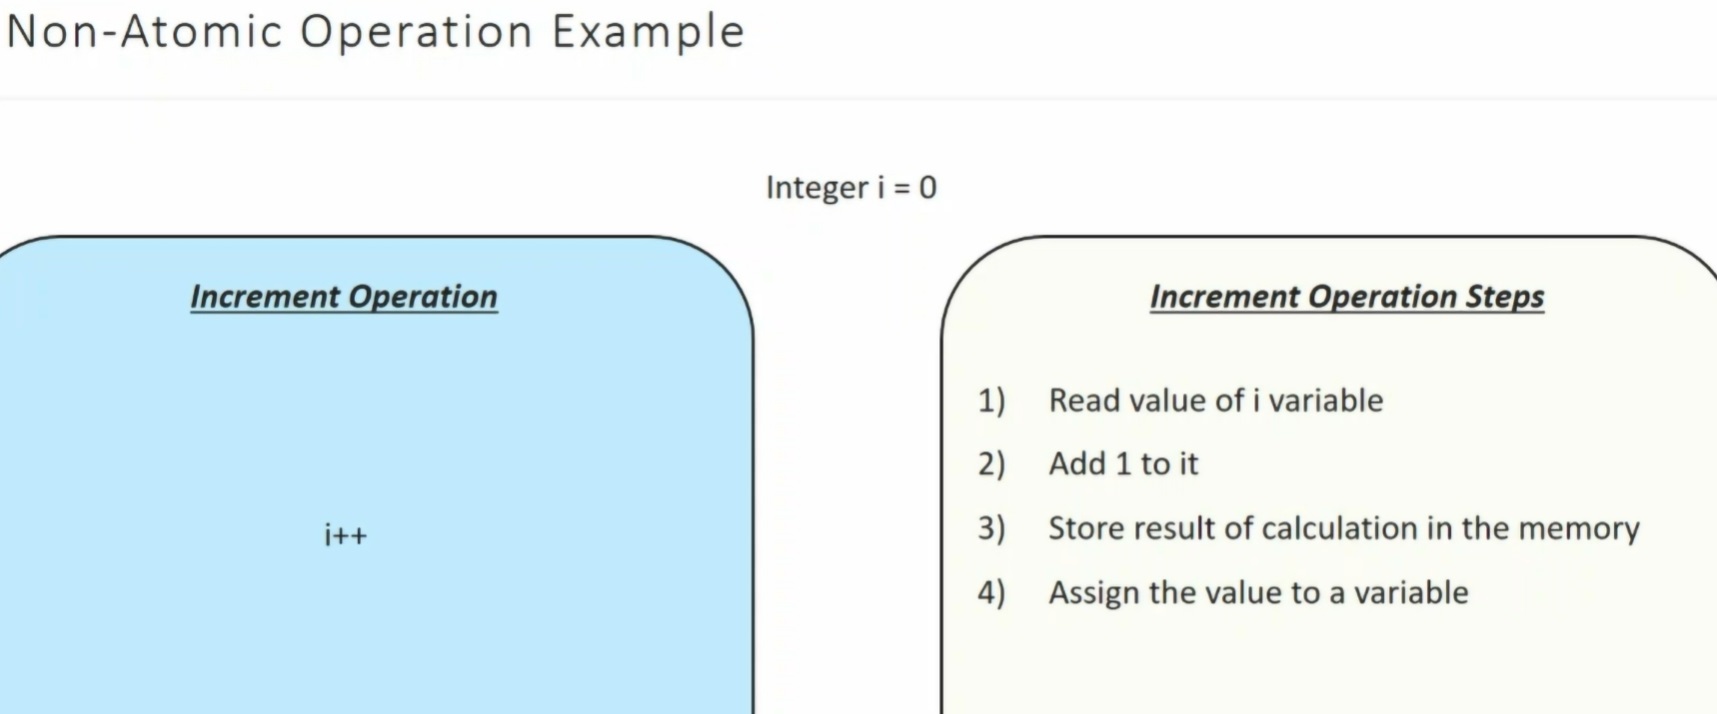 Non-Atomic Operation Example
Integer i = 0
Increment Operation
i++
Increment Operation Steps
1) Read value of i variable
2) Add 1 to it
3) Store result of calculation in the memory
4) Assign the value to a variable